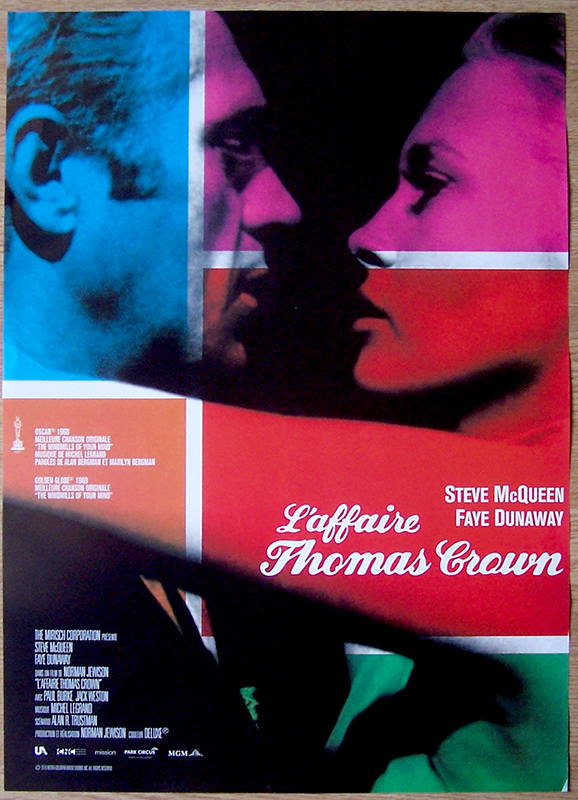 OSCAR® 1968
MEILLEURE CHANSON ORIGINALE
"THE WINDMILLS OF YOUR MIND"
MUSIQUE DE MICHEL LEGRAND
PAROLES DE ALAN BERGMAN ET MARILYN BERGMAN
GOLDEN GLOBE® 1969
MEILLEURE CHANSON ORIGINALE
"THE WINDMILLS OF YOUR MIND"
STEVE McQUEEN
FAYE DUNAWAY
L'affaire
Thomas Crown
THE MIRISCH CORPORATION PRÉSENTE
STEVE McQUEEN
FAYE DUNAWAY
DANS UN FILM DE NORMAN JEWISON
"L'AFFAIRE THOMAS CROWN"
AVEC PAUL BURKE JACK WESTON
MUSIQUE MICHEL LEGRAND
SCÉNARIO ALAN R. TRUSTMAN
PRODUCTION ET RÉALISATION NORMAN JEWISON COULEUR DELUXE®
UA CNC mission PARK CIRCUS MGM